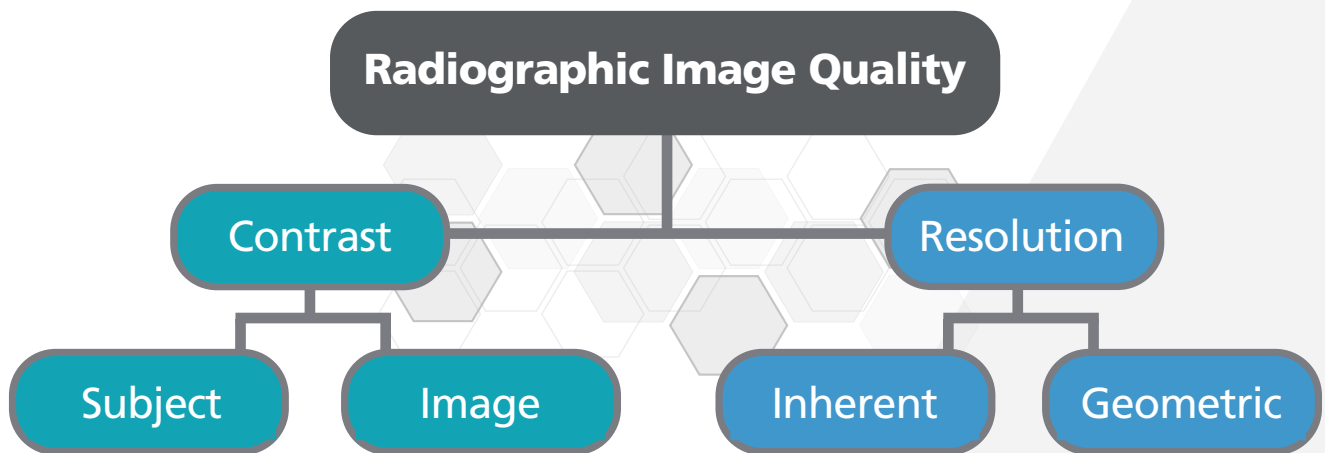 Radiographic Image Quality
Contrast
Resolution
Subject
Image
Inherent
Geometric